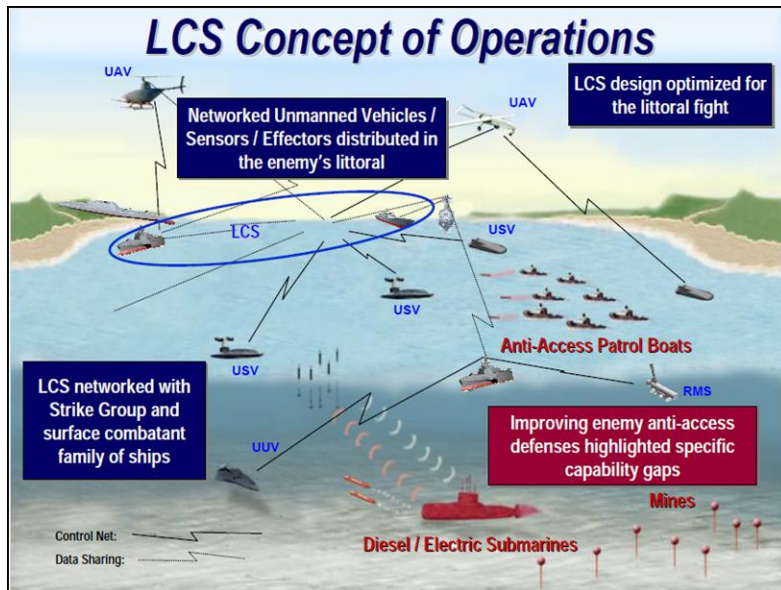 LCS Concept of Operations
UAV
Networked Unmanned Vehicles /
Sensors / Effectors distributed in
the enemy's littoral
UAV
LCS design optimized for
the littoral fight
LCS
USV
USV
USV
Anti-Access Patrol Boats
RMS
LCS networked with
Strike Group and
surface combatant
family of ships
UUV
Improving enemy anti-access
defenses highlighted specific
capability gaps
Mines
Diesel / Electric Submarines
Control Net:
Data Sharing: